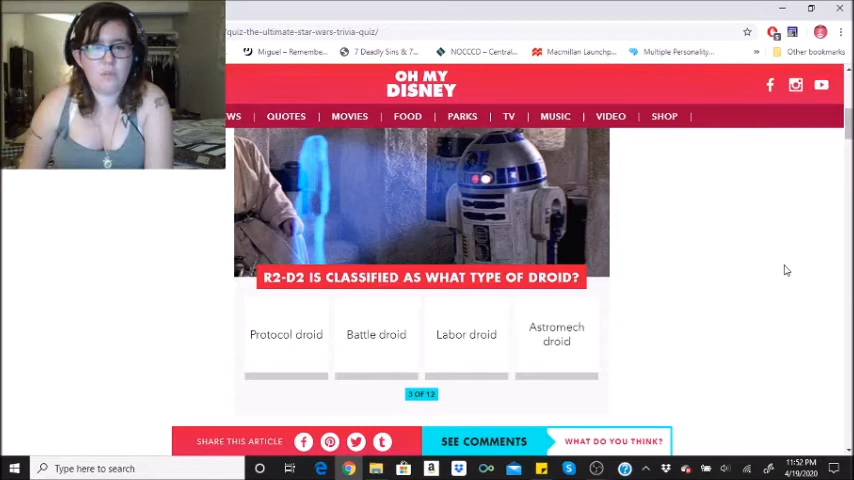 /quiz-the-ultimate-star-wars-trivia-quiz/
Miguel – Remembe...
7 Deadly Sins & 7...
NOCCCD – Central...
Macmillan Launchp...
Multiple Personality...
»
Other bookmarks
OH MY
DISNEY
WS | QUOTES | MOVIES | FOOD | PARKS | TV | MUSIC | VIDEO | SHOP |
R2-D2 IS CLASSIFIED AS WHAT TYPE OF DROID?
Protocol droid
Battle droid
Labor droid
Astromech
droid
3 OF 12
SHARE THIS ARTICLE
SEE COMMENTS
WHAT DO YOU THINK?
Type here to search
11:52 PM
4/19/2020